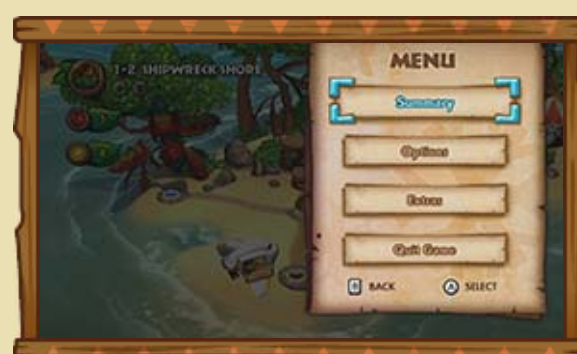 1-2 SHIPWRECK SHORE
MENU
Summary
Options
Extras
Quit Game
BACK
A SELECT